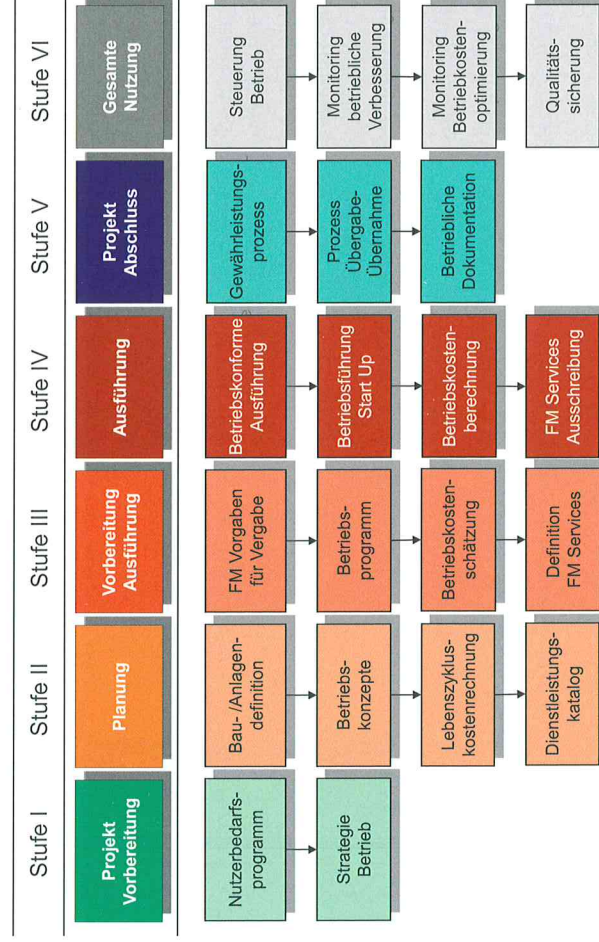 Stufe I
Stufe II
Stufe III
Stufe IV
Stufe V
Stufe VI
Projekt
Vorbereitung
Planung
Vorbereitung
Ausführung
Ausführung
Projekt
Abschluss
Gesamte
Nutzung
Nutzerbedarfs-
programm
Strategie
Betrieb
Bau- /Anlagen-
definition
Betriebs-
konzepte
Lebenszyklus-
kostenrechnung
Dienstleistungs-
katalog
FM Vorgaben
für Vergabe
Betriebs-
programm
Betriebskosten-
schätzung
Definition
FM Services
Betriebskonforme
Ausführung
Betriebsführung
Start Up
Betriebskosten-
berechnung
FM Services
Ausschreibung
Gewährleistungs-
prozess
Prozess
Übergabe-
Übernahme
Betriebliche
Dokumentation
Steuerung
Betrieb
Monitoring
betriebliche
Verbesserung
Monitoring
Betriebkosten-
optimierung
Qualitäts-
sicherung